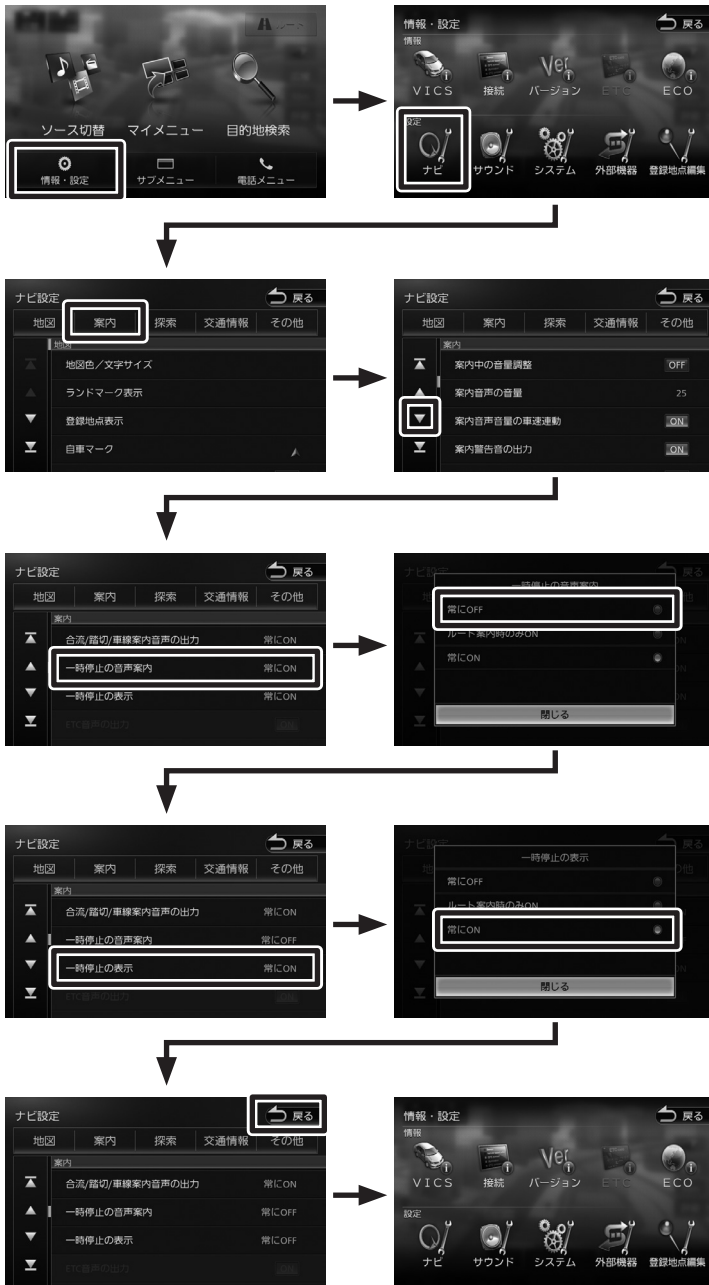 ソース切替 マイメニュー 目的地検索
情報・設定 サブメニュー 電話メニュー
情報・設定 戻る
情報
VICS 接続 バージョン ETC ECO
設定
ナビ サウンド システム 外部機器 登録地点編集
ナビ設定 戻る
地図 案内 探索 交通情報 その他
地図
地図色／文字サイズ
ランドマーク表示
登録地点表示
自車マーク
ナビ設定 戻る
地図 案内 探索 交通情報 その他
案内
案内中の音量調整 OFF
案内音声の音量 25
案内音声音量の車速連動 ON
案内警告音の出力 ON
ナビ設定 戻る
地図 案内 探索 交通情報 その他
案内
合流/踏切/車線案内音声の出力 常にON
一時停止の音声案内 常にON
一時停止の表示 常にON
ETC音声の出力 ON
一時停止の音声案内
常にOFF
ルート案内時のみON
常にON
閉じる
ナビ設定 戻る
地図 案内 探索 交通情報 その他
案内
合流/踏切/車線案内音声の出力 常にON
一時停止の音声案内 常にOFF
一時停止の表示 常にON
ETC音声の出力 ON
一時停止の表示
常にOFF
ルート案内時のみON
常にON
閉じる
ナビ設定 戻る
地図 案内 探索 交通情報 その他
案内
合流/踏切/車線案内音声の出力 常にON
一時停止の音声案内 常にOFF
一時停止の表示 常にOFF
ETC音声の出力 ON
情報・設定 戻る
情報
VICS 接続 バージョン ETC ECO
設定
ナビ サウンド システム 外部機器 登録地点編集